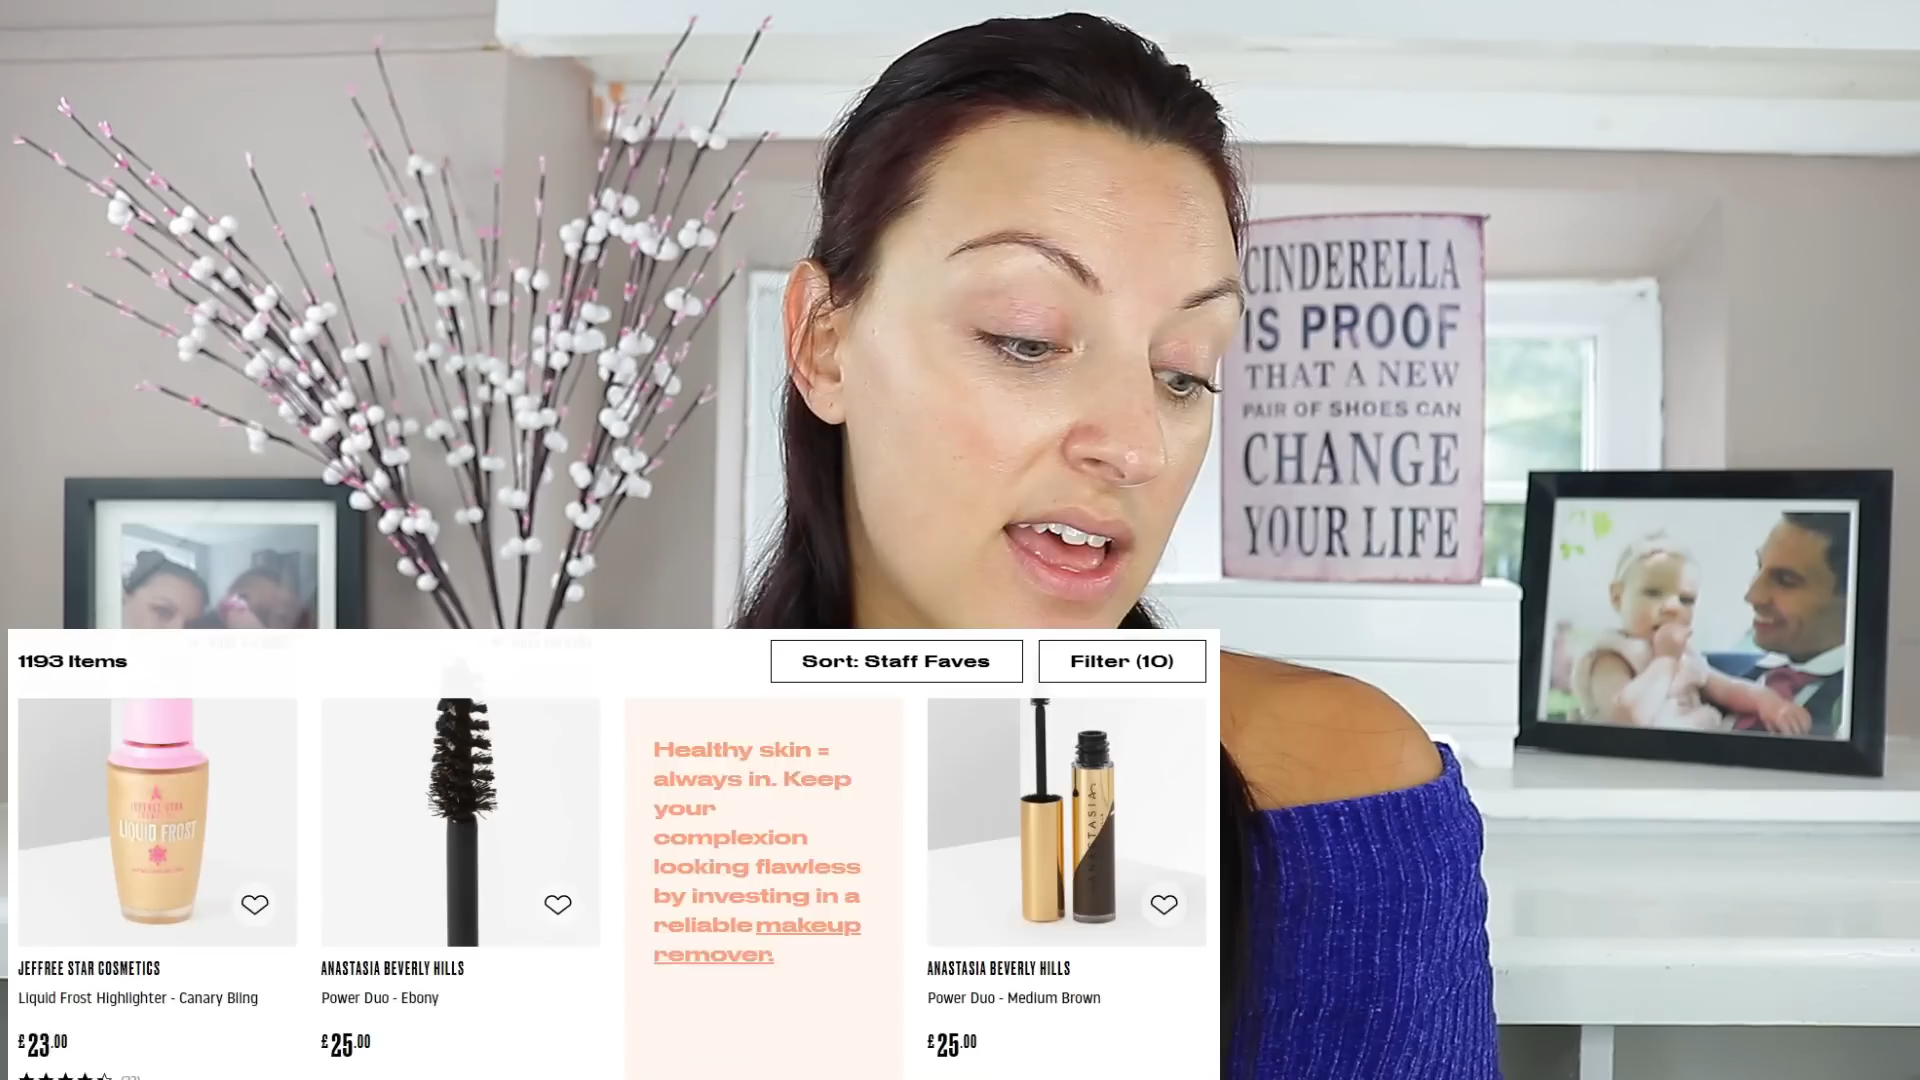 CINDERELLA
IS PROOF
THAT A NEW
PAIR OF SHOES CAN
CHANGE
YOUR LIFE
1193 Items
Sort: Staff Faves
Filter (10)
LIQUID FROST
ANASTASIA
Healthy skin =
always in. Keep
your
complexion
looking flawless
by investing in a
reliable makeup
remover.
JEFFREE STAR COSMETICS
Liquid Frost Highlighter - Canary Bling
£23.00
ANASTASIA BEVERLY HILLS
Power Duo - Ebony
£25.00
ANASTASIA BEVERLY HILLS
Power Duo - Medium Brown
£25.00